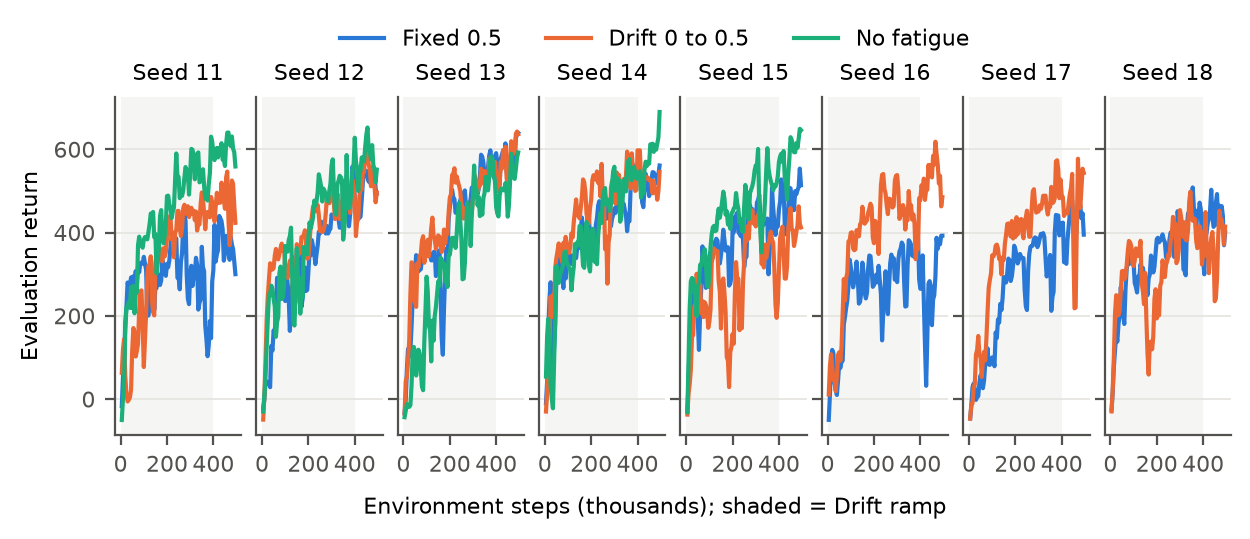 Fixed 0.5 Drift 0 to 0.5 No fatigue
Seed 11 Seed 12 Seed 13 Seed 14 Seed 15 Seed 16 Seed 17 Seed 18
Evaluation return
600
400
200
0
0 200 400 0 200 400 0 200 400 0 200 400 0 200 400 0 200 400 0 200 400 0 200 400
Environment steps (thousands); shaded = Drift ramp